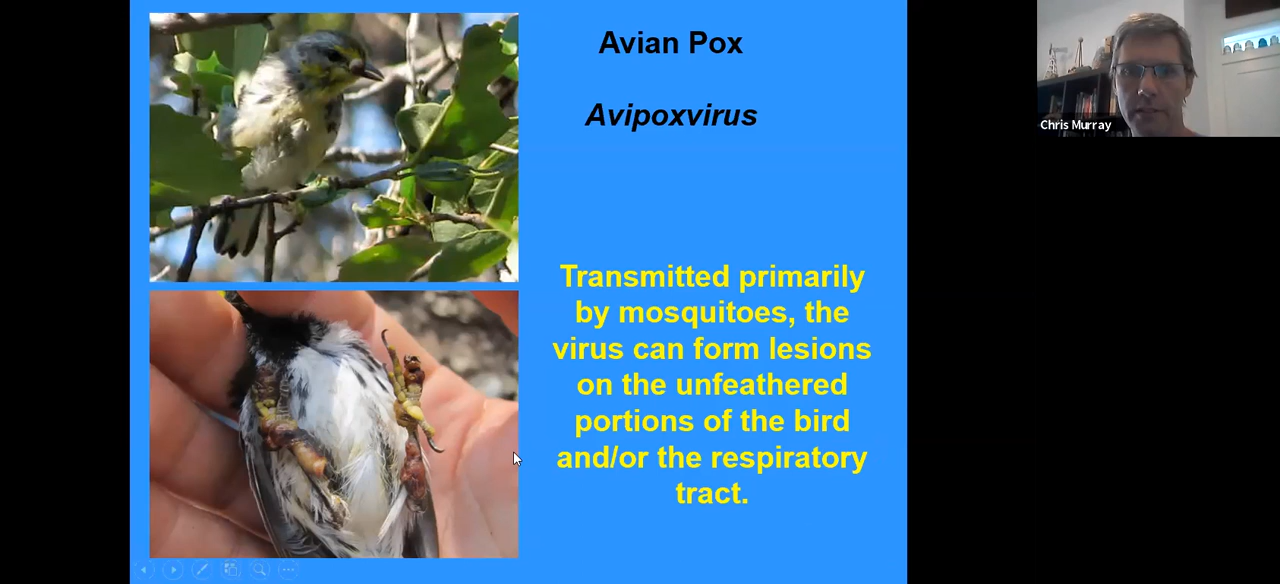 Avian Pox
Avipoxvirus
Transmitted primarily
by mosquitoes, the
virus can form lesions
on the unfeathered
portions of the bird
and/or the respiratory
tract.
Chris Murray